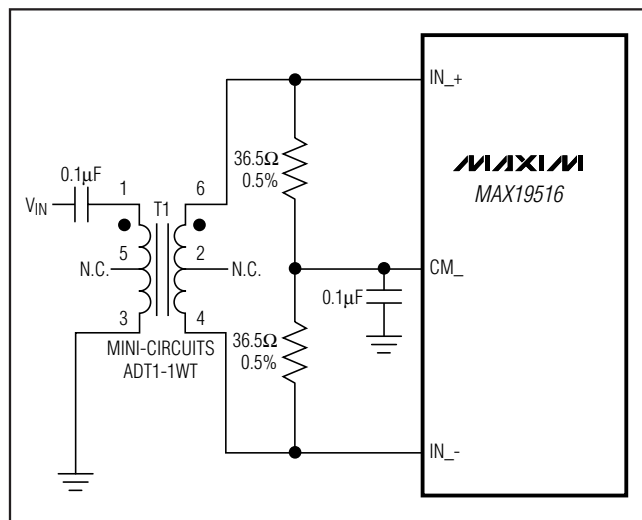 IN_+
36.5Ω
0.5%
MAXIM
MAX19516
0.1µF
VIN
1
6
T1
5
2
N.C.
N.C.
CM_
0.1µF
3
4
36.5Ω
0.5%
MINI-CIRCUITS
ADT1-1WT
IN_-